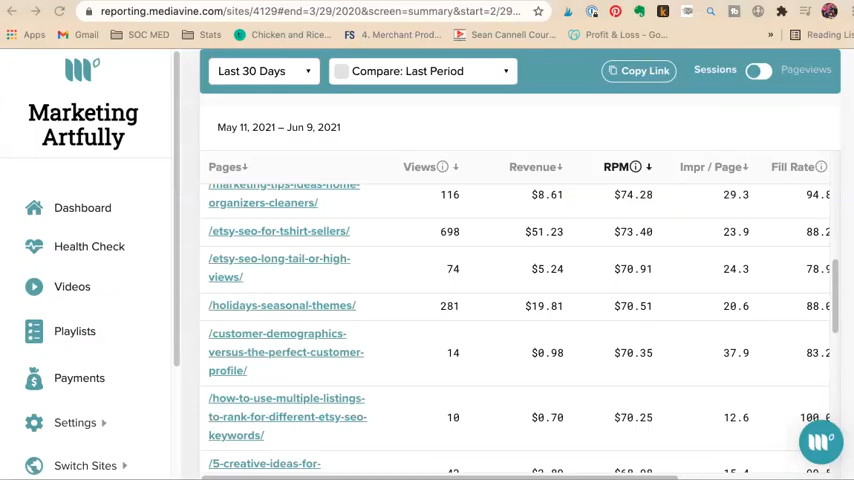 reporting.mediavine.com/sites/4129#end=3/29/2020&screen=summary&start=2/29...
Apps Gmail SOC MED Stats Chicken and Rice... 4. Merchant Prod... Sean Cannell Cour... Profit & Loss - Go... » Reading List
Last 30 Days Compare: Last Period Copy Link Sessions Pageviews
Marketing
Artfully
May 11, 2021 – Jun 9, 2021
Pages Views Revenue RPM Impr / Page Fill Rate
/marketing-tips-ideas-home-
organizers-cleaners/ 116 $8.61 $74.28 29.3 94.8
Dashboard
/etsy-seo-for-tshirt-sellers/ 698 $51.23 $73.40 23.9 88.2
Health Check
/etsy-seo-long-tail-or-high-
views/ 74 $5.24 $70.91 24.3 78.9
Videos
/holidays-seasonal-themes/ 281 $19.81 $70.51 20.6 88.0
Playlists
/customer-demographics-
versus-the-perfect-customer-
profile/ 14 $0.98 $70.35 37.9 83.2
Payments
/how-to-use-multiple-listings-
to-rank-for-different-etsy-seo-
keywords/ 10 $0.70 $70.25 12.6 100.0
Settings
/5-creative-ideas-for-
Switch Sites